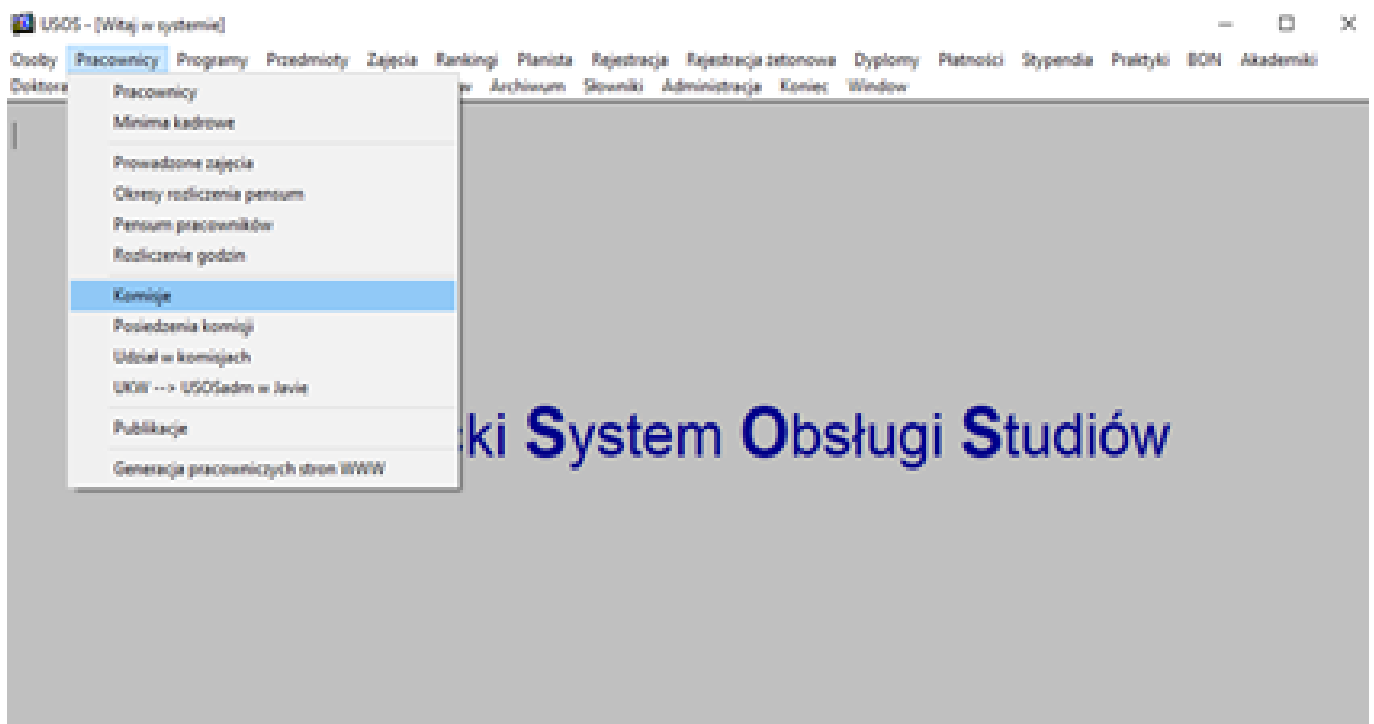 USOS - [Witaj w systemie]
Osoby Pracownicy Programy Przedmioty Zajęcia Rankingi Planista Rejestracja Rejestracja żetonowa Dyplomy Płatności Stypendia Praktyki BON Akademiki
Doktora w Archiwum Słowniki Administracja Koniec Window
Pracownicy
Minima kadrowe
Prowadzone zajęcia
Okresy rozliczenia pensum
Pensum pracowników
Rozliczenie godzin
Komisje
Posiedzenia komisji
Udział w komisjach
UKW --> USOSadm w Javie
Publikacje
cki System Obsługi Studiów
Generacja pracowniczych stron WWW